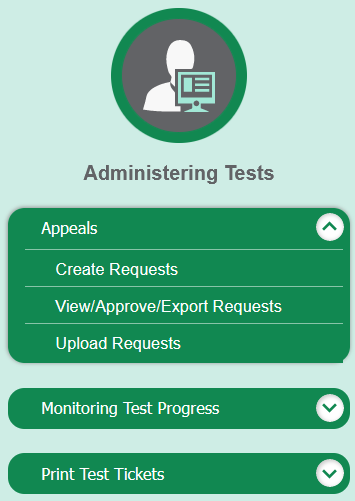 Administering Tests
Appeals
Create Requests
View/Approve/Export Requests
Upload Requests
Monitoring Test Progress
Print Test Tickets